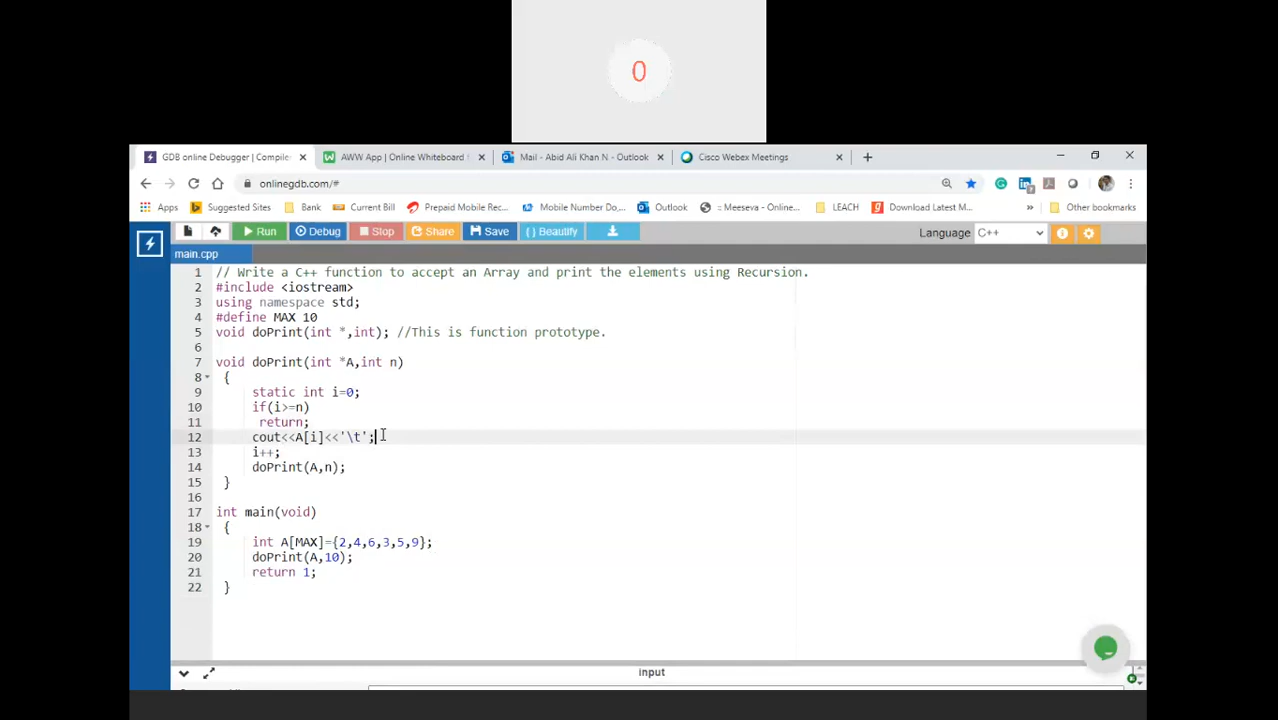 0
GDB online Debugger | Compiler
AWW App | Online Whiteboard
Mail - Abid Ali Khan N - Outlook
Cisco Webex Meetings
onlinegdb.com/#
Apps
Suggested Sites
Bank
Current Bill
Prepaid Mobile Rec...
Mobile Number Do,...
Outlook
= Meeseva - Online...
LEACH
Download Latest M...
»
Other bookmarks
Run
Debug
Stop
Share
Save
{ } Beautify
Language
C++
main.cpp
1 // Write a C++ function to accept an Array and print the elements using Recursion.
2 #include <iostream>
3 using namespace std;
4 #define MAX 10
5 void doPrint(int *,int); //This is function prototype.
6
7 void doPrint(int *A,int n)
8 {
9 static int i=0;
10 if(i>=n)
11 return;
12 cout<<A[i]<<'\t';
13 i++;
14 doPrint(A,n);
15 }
16
17 int main(void)
18 {
19 int A[MAX]={2,4,6,3,5,9};
20 doPrint(A,10);
21 return 1;
22 }
input